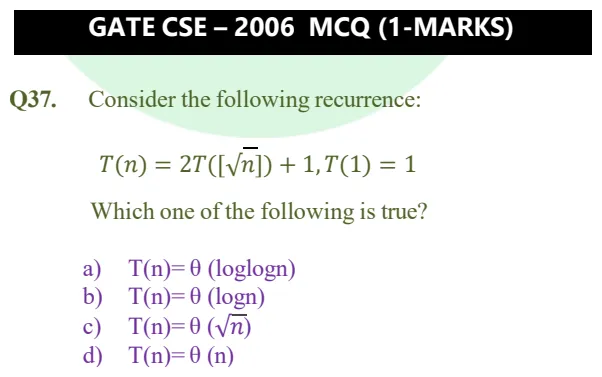 GATE CSE – 2006 MCQ (1-MARKS)
Q37. Consider the following recurrence:
T(n) = 2T([√n]) + 1, T(1) = 1
Which one of the following is true?
a) T(n)= θ (loglogn)
b) T(n)= θ (logn)
c) T(n)= θ (√n)
d) T(n)= θ (n)